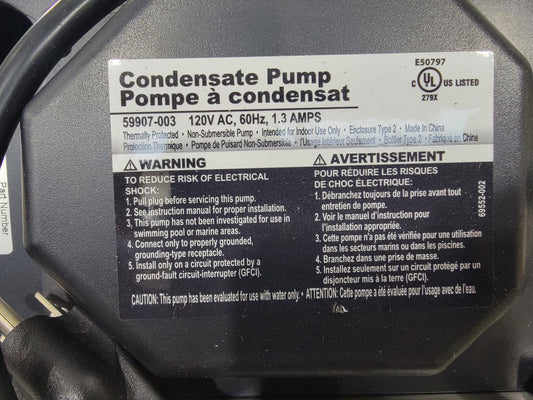 Condensate Pump
Pompe à condensat
E50797
C UL US LISTED
279X
59907-003 120V AC, 60Hz, 1.3 AMPS
Thermally Protected • Non-Submersible Pump • Intended for Indoor Use Only • Enclosure Type 2 • Made In China
Protection Thermique • Pompe de Puisard Non-Submersible • l'Usage Intérieur Seulement • Boîtier Type 2 • Fabriqué en Chine
WARNING
TO REDUCE RISK OF ELECTRICAL
SHOCK:
1. Pull plug before servicing this pump.
2. See instruction manual for proper installation.
3. This pump has not been investigated for use in
swimming pool or marine areas.
4. Connect only to properly grounded,
grounding-type receptacle.
5. Install only on a circuit protected by a
ground-fault circuit-interrupter (GFCI).
AVERTISSEMENT
POUR RÉDUIRE LES RISQUES
DE CHOC ÉLECTRIQUE:
1. Débranchez toujours de la prise avant tout
entretien de pompe.
2. Voir le manuel d'instruction pour
l'installation appropriée.
3. Cette pompe n'a pas été vérifiée pour une utilisation
dans les secteurs marins ou dans les piscines.
4. Branchez dans une prise de masse.
5. Installez seulement sur un circuit protégé par un
disjoncteur mis à la terre (GFCI).
CAUTION: This pump has been evaluated for use with water only. • ATTENTION: Cette pompe a été évaluée pour l'usage avec de l'eau.
69552-002
Part Number